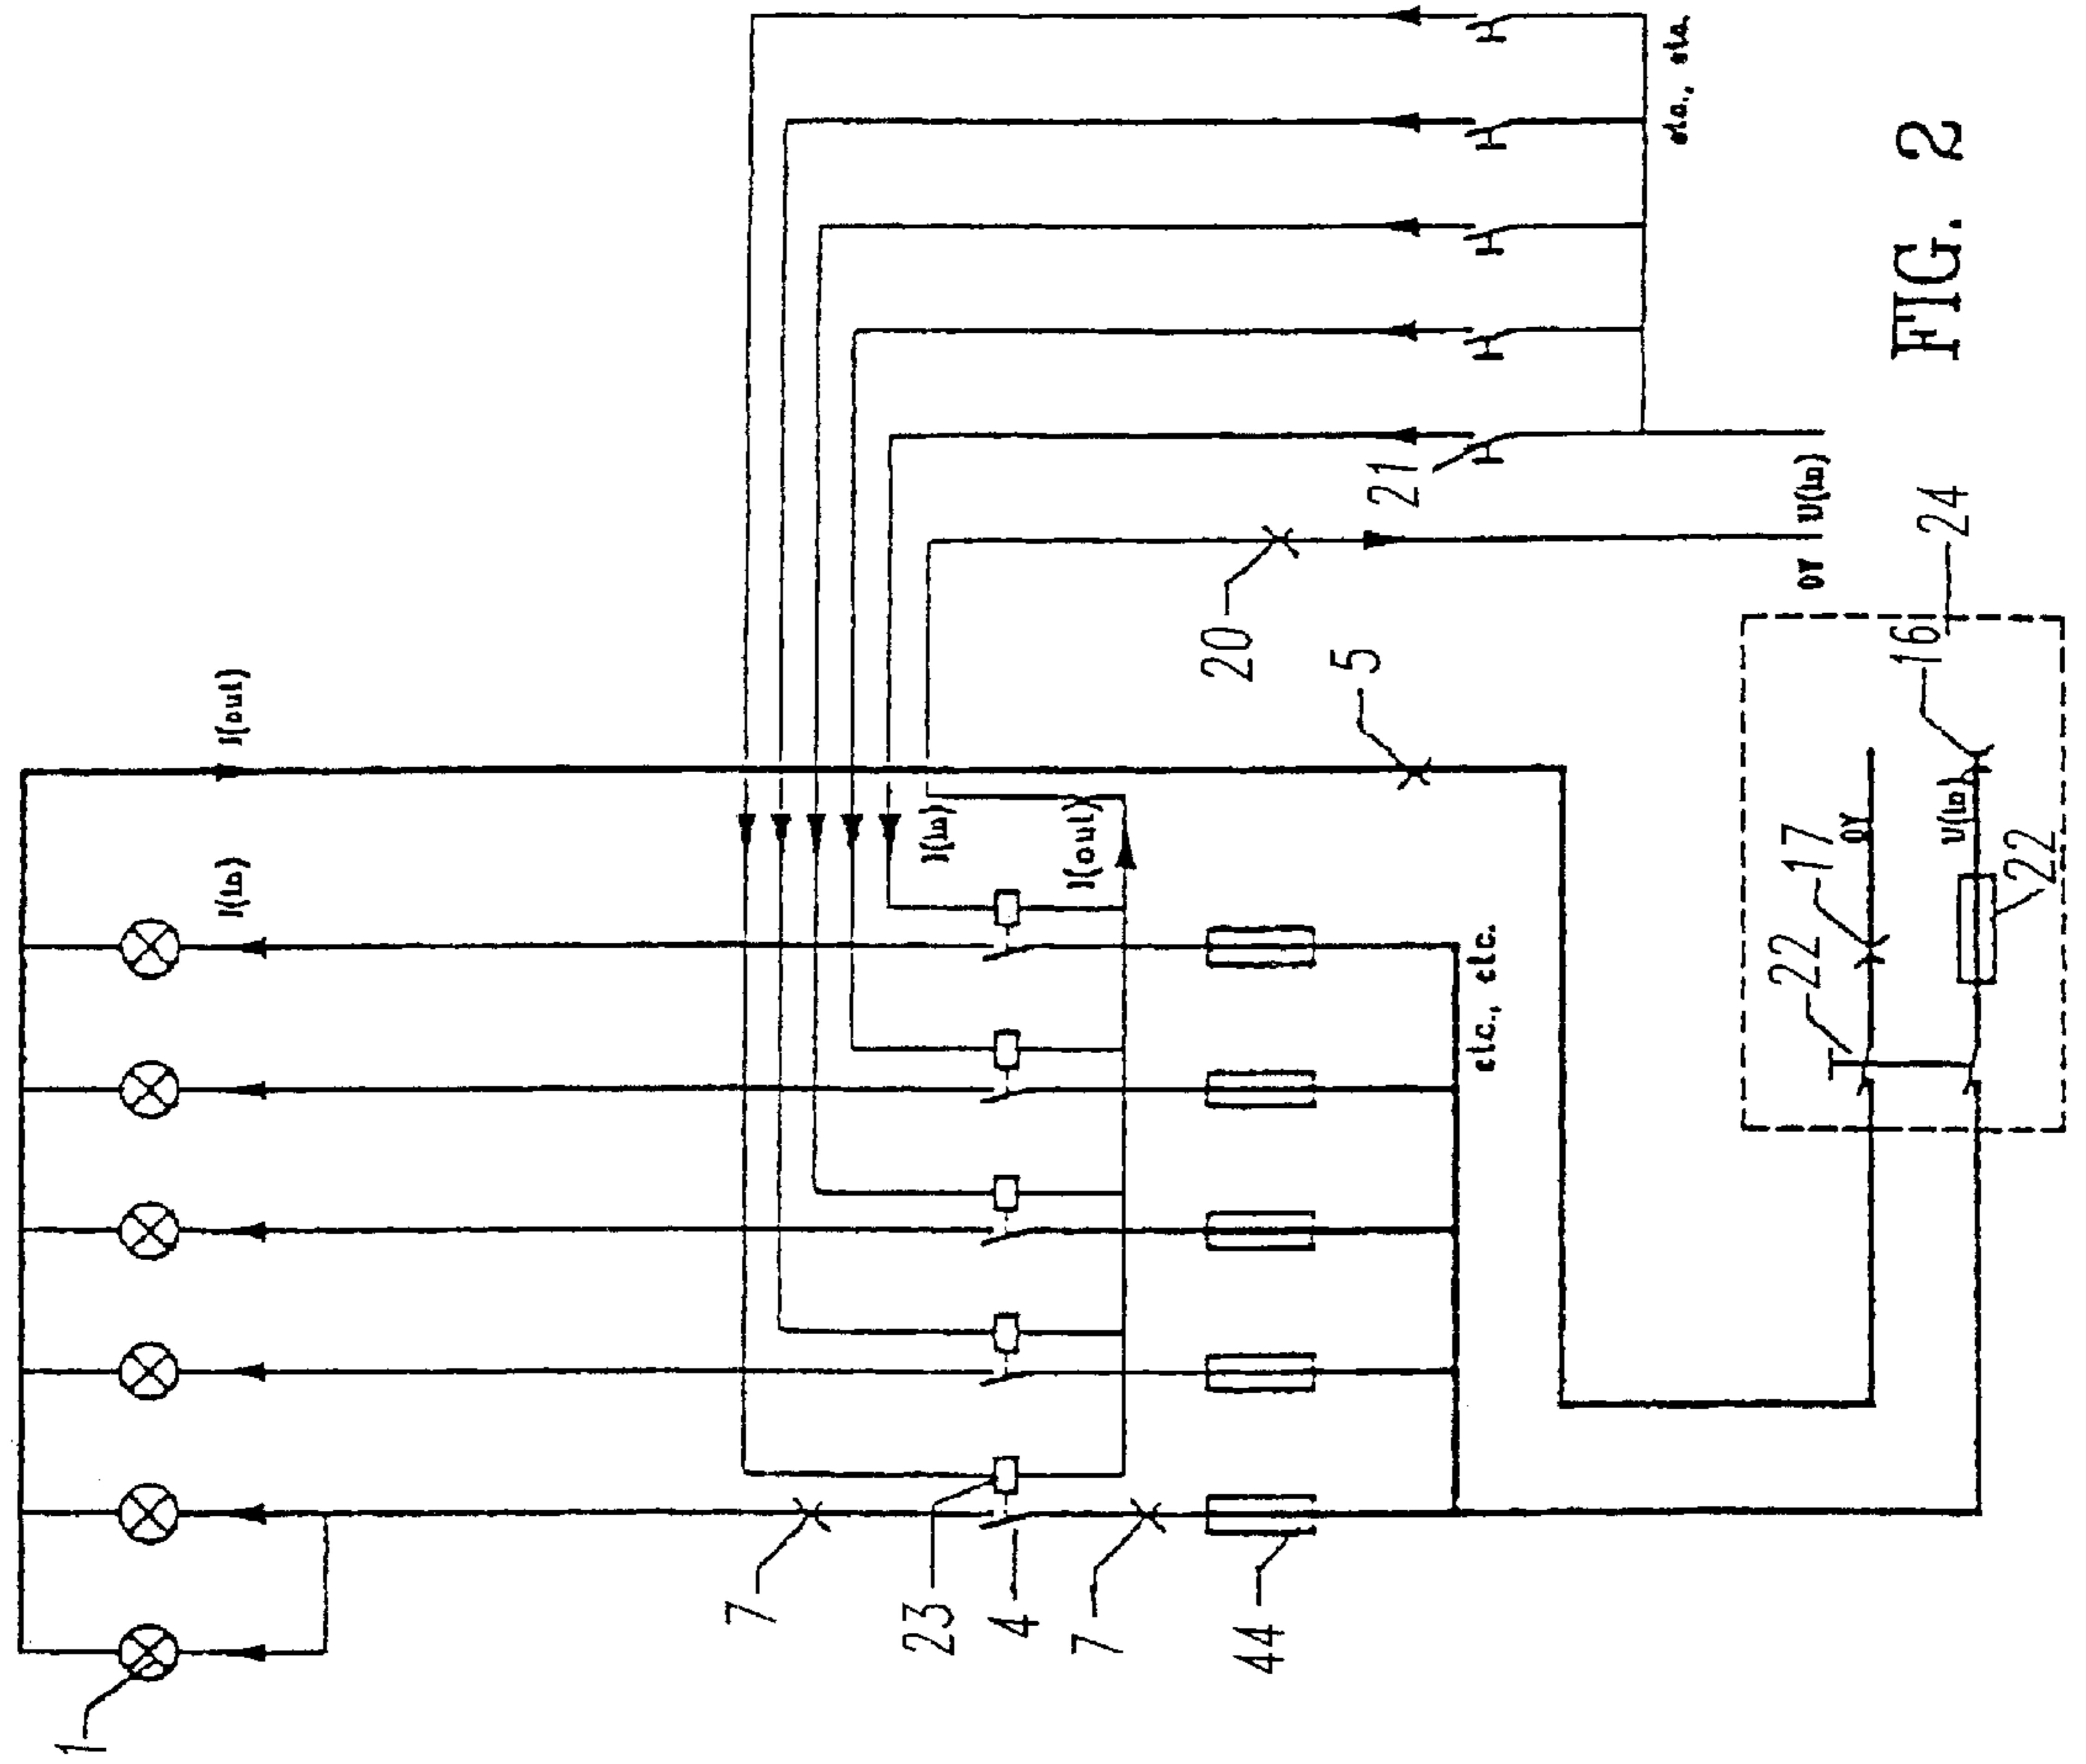 1
7
23
4
7
44
I(in)
I(out)
I(in)
I(out)
etc., etc.
5
20
21
0V
U(in)
etc., etc.
22
17
0V
U(in)
22
16
24
FIG. 2